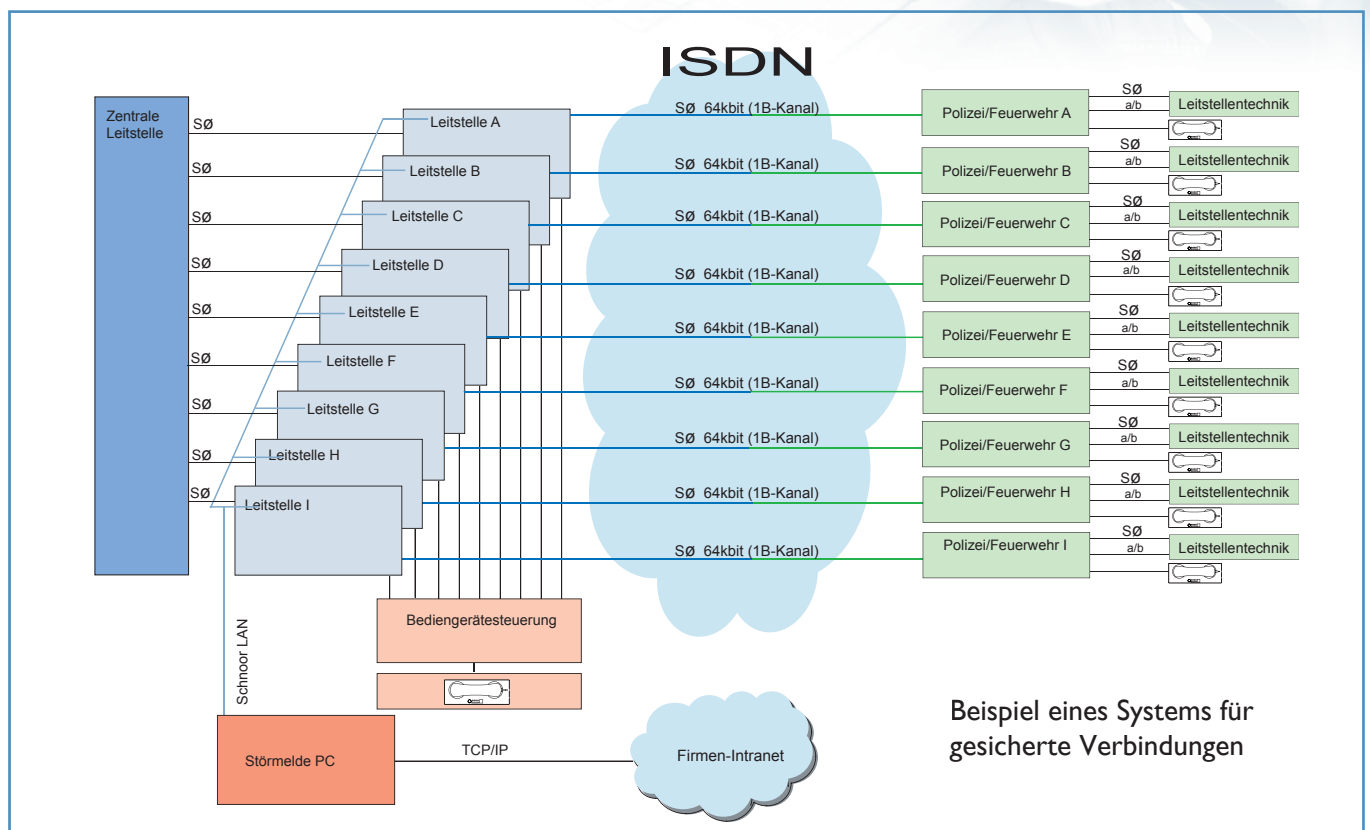 ISDN
Zentrale
Leitstelle
SØ
Leitstelle A
SØ 64kbit (1B-Kanal)
Polizei/Feuerwehr A
SØ
a/b
Leitstellentechnik
SØ
Leitstelle B
SØ 64kbit (1B-Kanal)
Polizei/Feuerwehr B
SØ
a/b
Leitstellentechnik
SØ
Leitstelle C
SØ 64kbit (1B-Kanal)
Polizei/Feuerwehr C
SØ
a/b
Leitstellentechnik
SØ
Leitstelle D
SØ 64kbit (1B-Kanal)
Polizei/Feuerwehr D
SØ
a/b
Leitstellentechnik
SØ
Leitstelle E
SØ 64kbit (1B-Kanal)
Polizei/Feuerwehr E
SØ
a/b
Leitstellentechnik
SØ
Leitstelle F
SØ 64kbit (1B-Kanal)
Polizei/Feuerwehr F
SØ
a/b
Leitstellentechnik
SØ
Leitstelle G
SØ 64kbit (1B-Kanal)
Polizei/Feuerwehr G
SØ
a/b
Leitstellentechnik
SØ
Leitstelle H
SØ 64kbit (1B-Kanal)
Polizei/Feuerwehr H
SØ
a/b
Leitstellentechnik
SØ
Leitstelle I
SØ 64kbit (1B-Kanal)
Polizei/Feuerwehr I
SØ
a/b
Leitstellentechnik
Bediengerätesteuerung
Schnoor LAN
Störmelde PC
TCP/IP
Firmen-Intranet
Beispiel eines Systems für
gesicherte Verbindungen